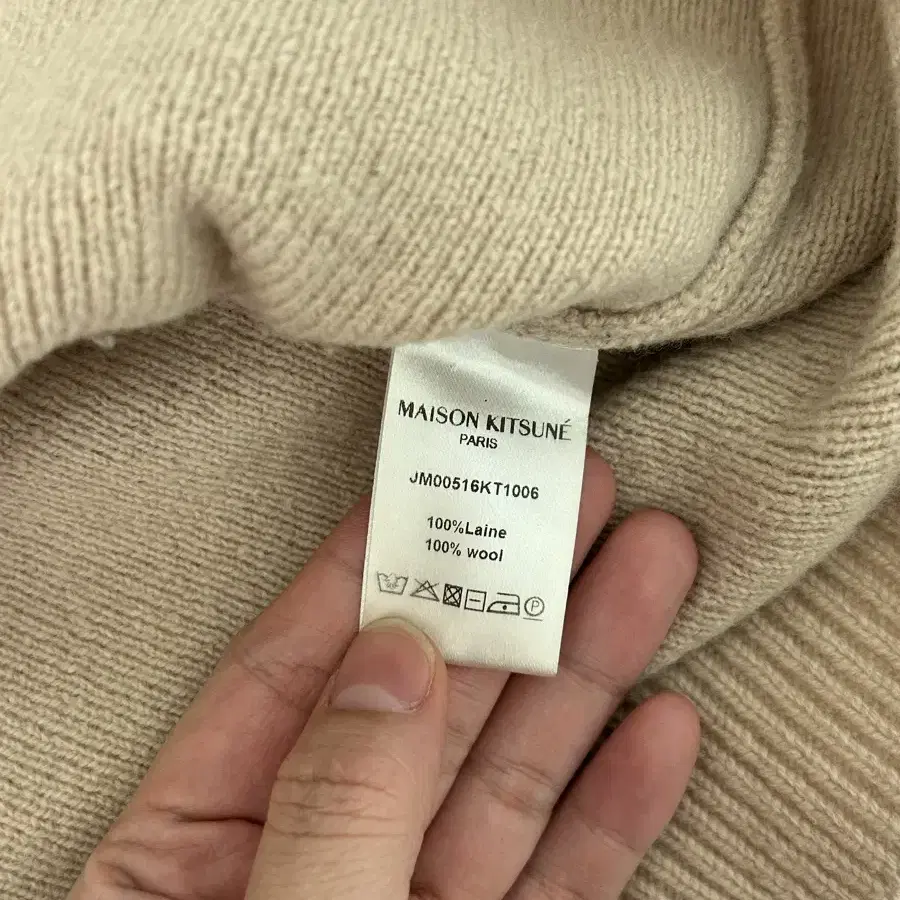 MAISON KITSUNÉ
PARIS
JM00516KT1006
100%Laine
100% wool
P